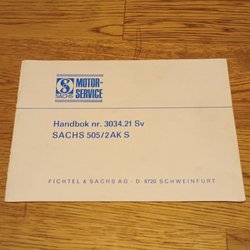 SACHS
MOTOR-
SERVICE
Handbok nr. 3034.21 Sv
SACHS 505/2AK S
FICHTEL & SACHS AG · D-8720 SCHWEINFURT